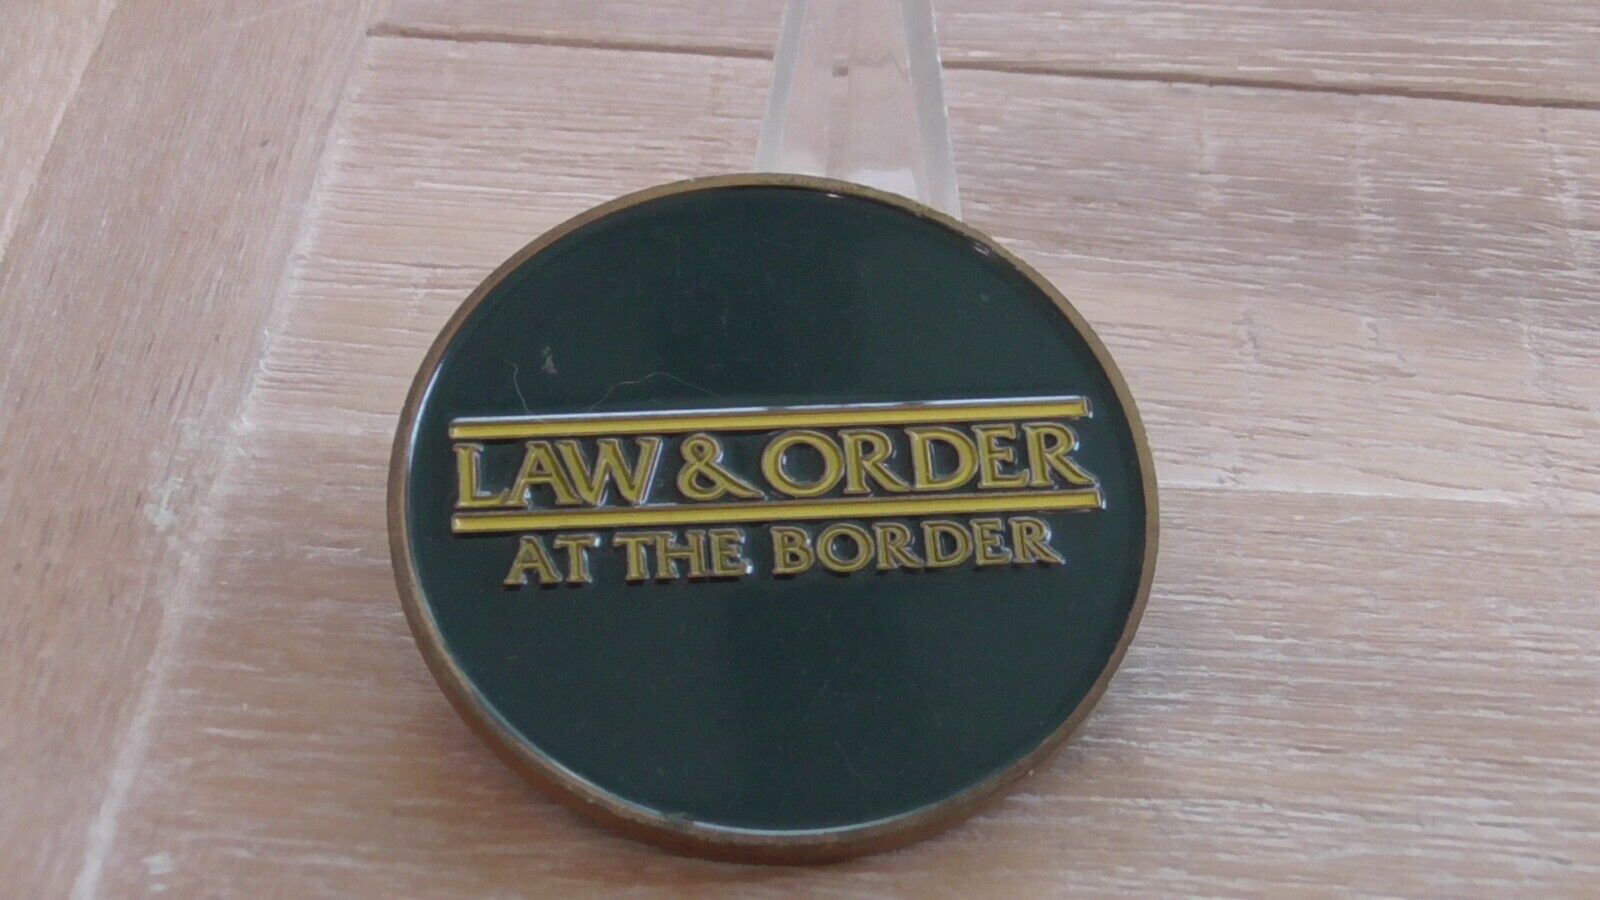 LAW & ORDER
AT THE BORDER